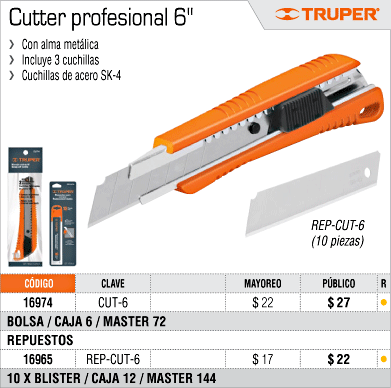 Cutter profesional 6"
TRUPER®
Con alma metálica
Incluye 3 cuchillas
Cuchillas de acero SK-4
TRUPER
TRUPER
REP-CUT-6
(10 piezas)
CÓDIGO CLAVE MAYOREO PÚBLICO R
16974 CUT-6 $ 22 $ 27
BOLSA / CAJA 6 / MASTER 72
REPUESTOS
16965 REP-CUT-6 $ 17 $ 22
10 X BLISTER / CAJA 12 / MASTER 144